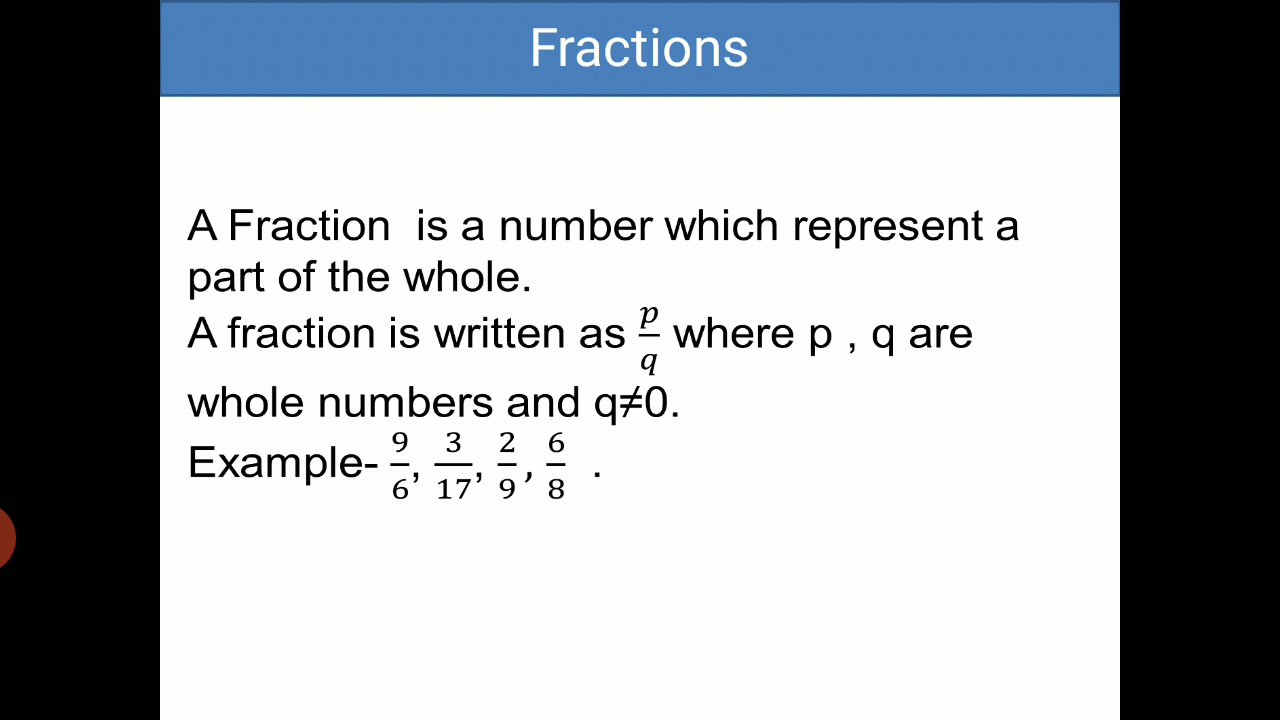 Fractions
A Fraction  is a number which represent a
part of the whole.
A fraction is written as p/q where p , q are
whole numbers and q≠0.
Example- 9/6, 3/17, 2/9 , 6/8  .